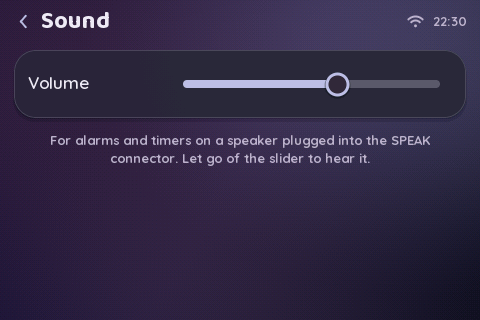 Sound
22:30
Volume
For alarms and timers on a speaker plugged into the SPEAK
connector. Let go of the slider to hear it.